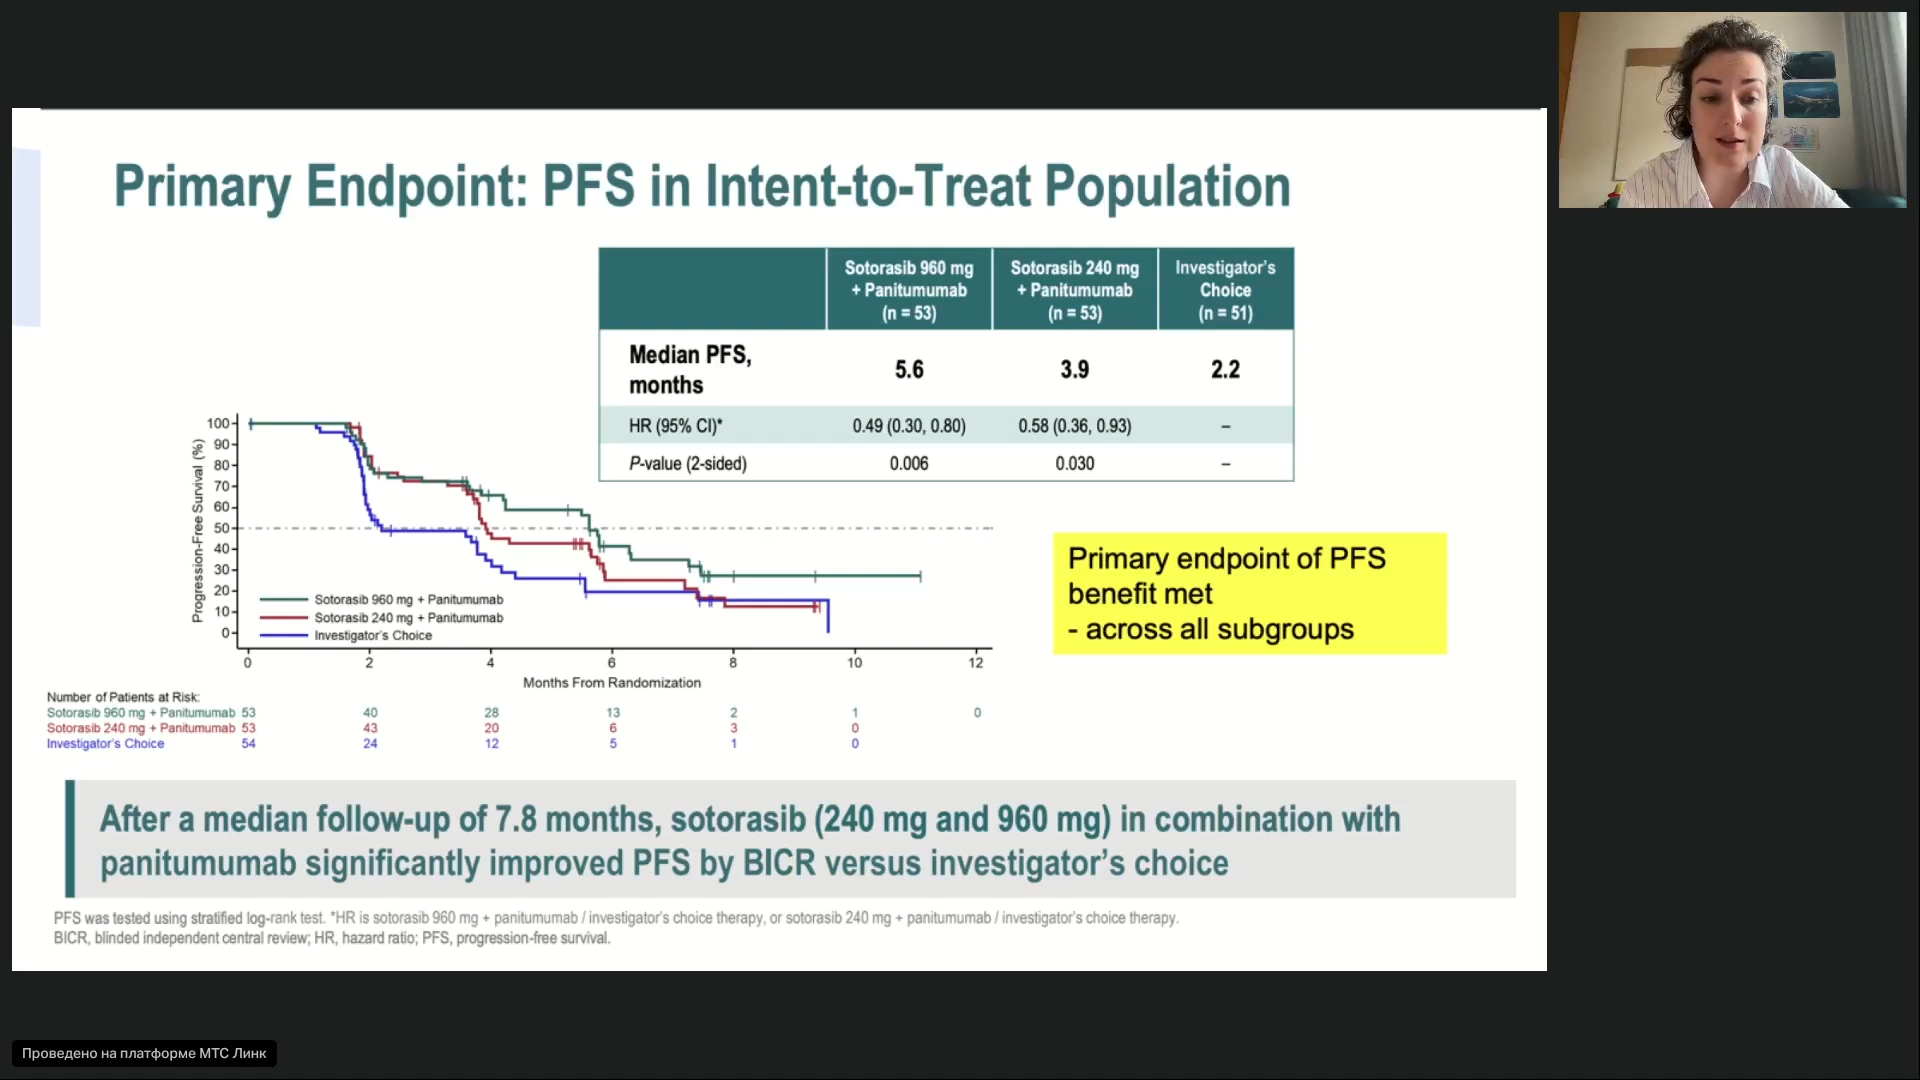 Primary Endpoint: PFS in Intent-to-Treat Population
Sotorasib 960 mg + Panitumumab (n = 53)
Sotorasib 240 mg + Panitumumab (n = 53)
Investigator's Choice (n = 51)
Median PFS, months 5.6 3.9 2.2
HR (95% CI)* 0.49 (0.30, 0.80) 0.58 (0.36, 0.93) –
P-value (2-sided) 0.006 0.030 –
Progression-Free Survival (%)
100
90
80
70
60
50
40
30
20
10
0
Sotorasib 960 mg + Panitumumab
Sotorasib 240 mg + Panitumumab
Investigator's Choice
0 2 4 6 8 10 12
Months From Randomization
Primary endpoint of PFS
benefit met
- across all subgroups
Number of Patients at Risk:
Sotorasib 960 mg + Panitumumab 53 40 28 13 2 1 0
Sotorasib 240 mg + Panitumumab 53 43 20 6 3 0
Investigator's Choice 54 24 12 5 1 0
After a median follow-up of 7.8 months, sotorasib (240 mg and 960 mg) in combination with
panitumumab significantly improved PFS by BICR versus investigator's choice
PFS was tested using stratified log-rank test. *HR is sotorasib 960 mg + panitumumab / investigator's choice therapy, or sotorasib 240 mg + panitumumab / investigator's choice therapy.
BICR, blinded independent central review; HR, hazard ratio; PFS, progression-free survival.
Проведено на платформе МТС Линк